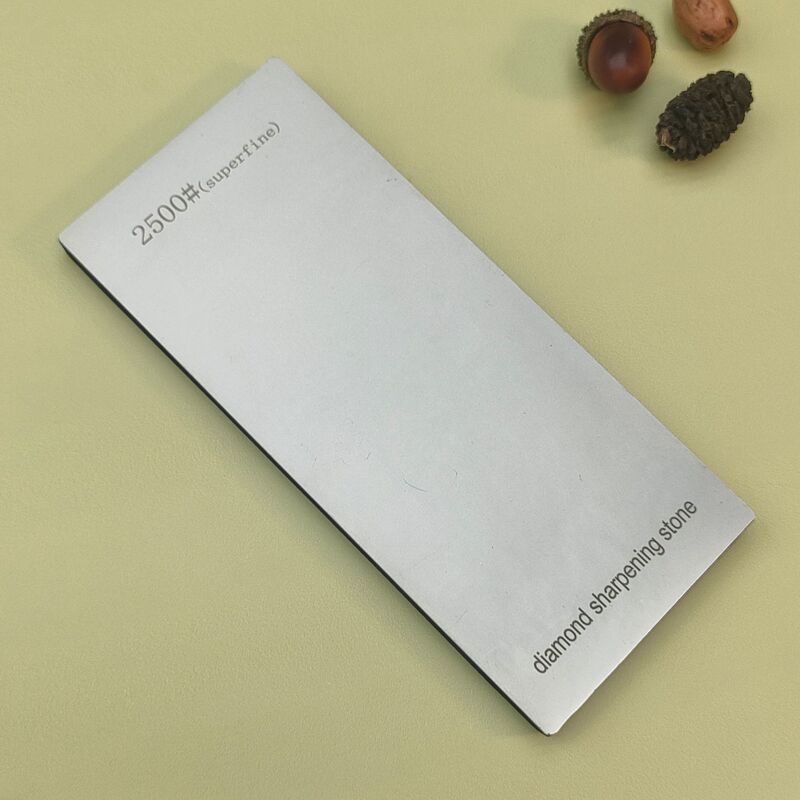 2500#(superfine)
diamond sharpening stone